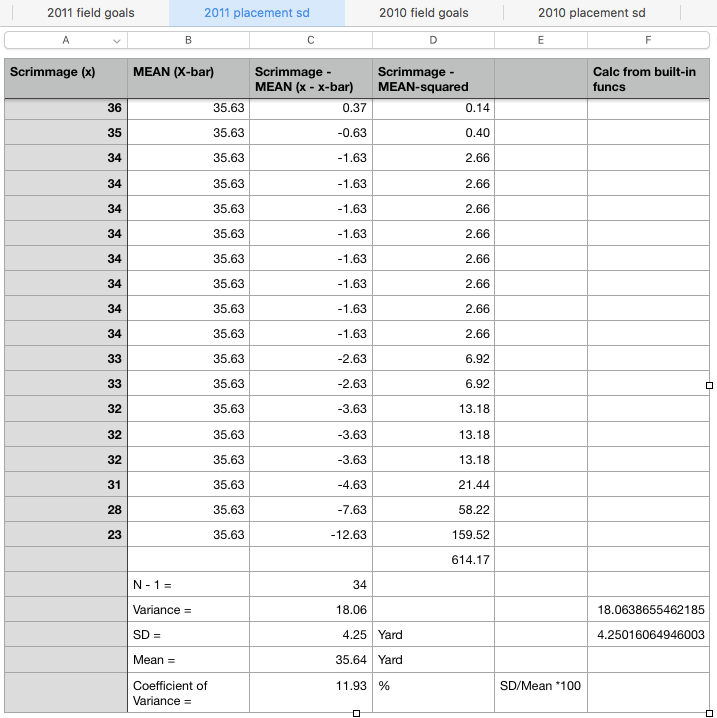 2011 field goals 2011 placement sd 2010 field goals 2010 placement sd
A B C D E F
Scrimmage (x) MEAN (X-bar) Scrimmage - Scrimmage - Calc from built-in
MEAN (x - x-bar) MEAN-squared funcs
36 35.63 0.37 0.14
35 35.63 -0.63 0.40
34 35.63 -1.63 2.66
34 35.63 -1.63 2.66
34 35.63 -1.63 2.66
34 35.63 -1.63 2.66
34 35.63 -1.63 2.66
34 35.63 -1.63 2.66
34 35.63 -1.63 2.66
34 35.63 -1.63 2.66
33 35.63 -2.63 6.92
33 35.63 -2.63 6.92
32 35.63 -3.63 13.18
32 35.63 -3.63 13.18
32 35.63 -3.63 13.18
31 35.63 -4.63 21.44
28 35.63 -7.63 58.22
23 35.63 -12.63 159.52
614.17
N - 1 = 34
Variance = 18.06 18.0638655462185
SD = 4.25 Yard 4.25016064946003
Mean = 35.64 Yard
Coefficient of 11.93 % SD/Mean *100
Variance =